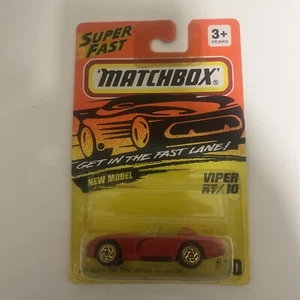 SUPER
FAST
3+
YEARS
MATCHBOX
GET IN THE FAST LANE!
NEW MODEL
VIPER
RT/10